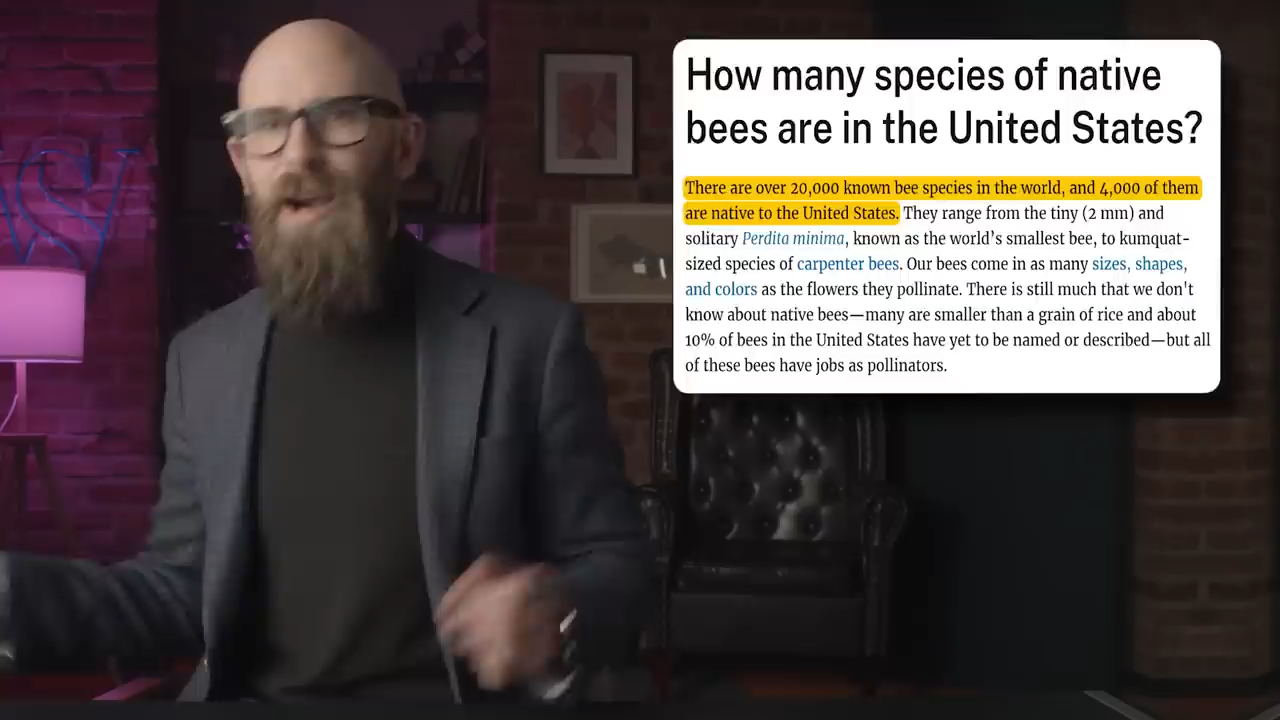 How many species of native
bees are in the United States?
There are over 20,000 known bee species in the world, and 4,000 of them
are native to the United States. They range from the tiny (2 mm) and
solitary Perdita minima, known as the world’s smallest bee, to kumquat-
sized species of carpenter bees. Our bees come in as many sizes, shapes,
and colors as the flowers they pollinate. There is still much that we don't
know about native bees—many are smaller than a grain of rice and about
10% of bees in the United States have yet to be named or described—but all
of these bees have jobs as pollinators.